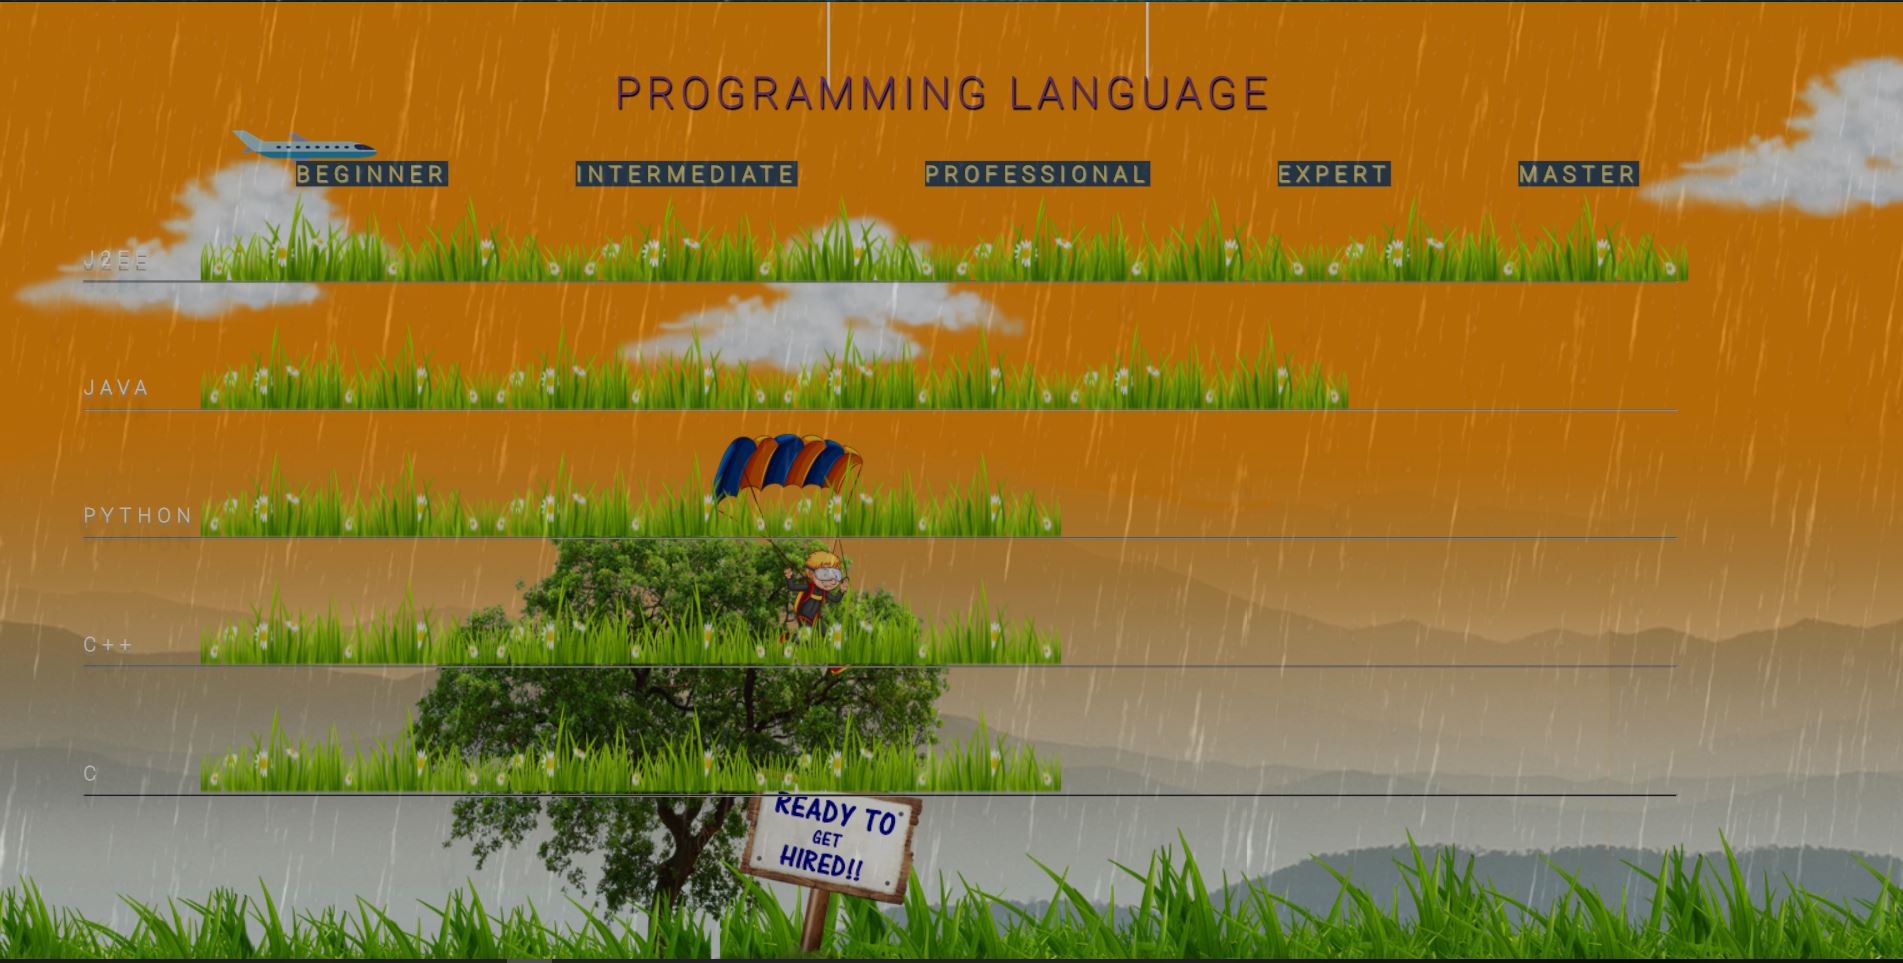 PROGRAMMING LANGUAGE
BEGINNER INTERMEDIATE PROFESSIONAL EXPERT MASTER
J2EE
JAVA
PYTHON
C++
C
READY TO
GET
HIRED!!